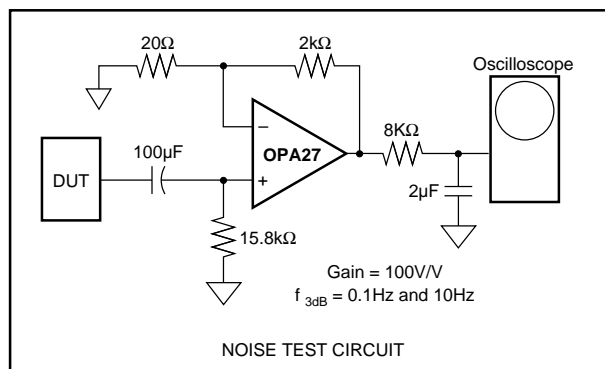 20Ω
2kΩ
Oscilloscope
100µF
–
OPA27
8KΩ
DUT
+
2µF
15.8kΩ
Gain = 100V/V
f 3dB = 0.1Hz and 10Hz
NOISE TEST CIRCUIT